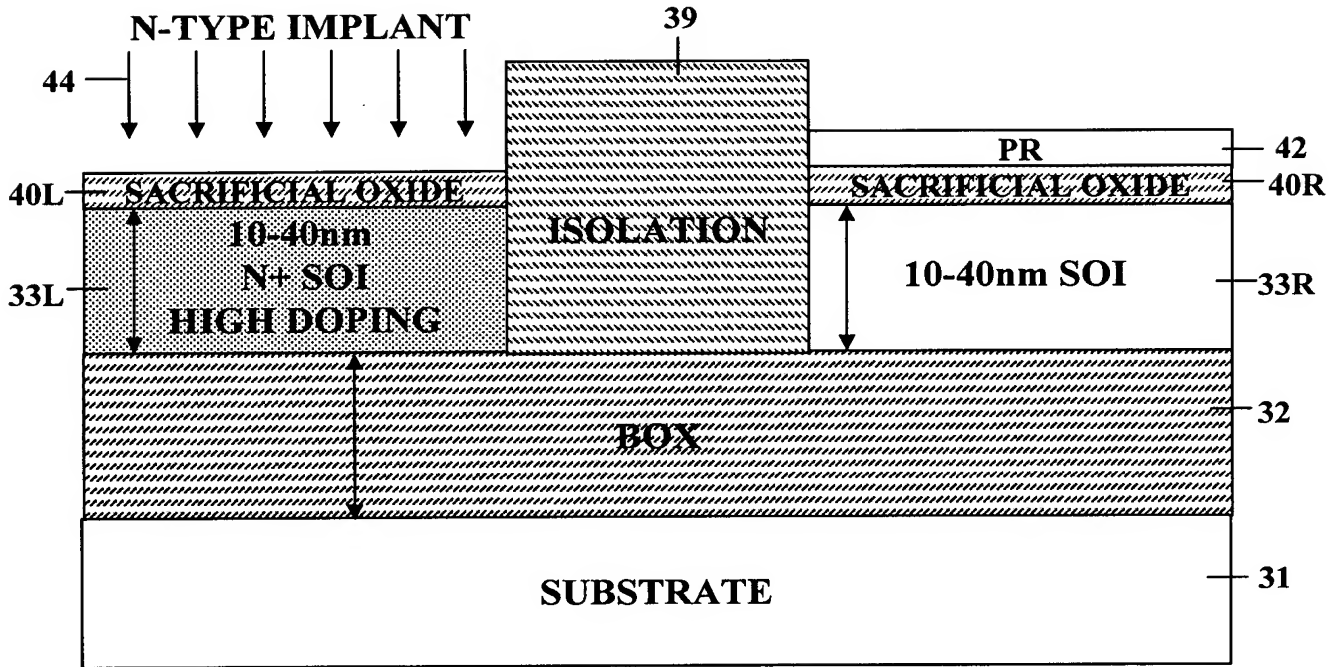 N-TYPE IMPLANT
39
44
PR
42
40L
SACRIFICIAL OXIDE
SACRIFICIAL OXIDE
40R
10-40nm
N+ SOI
HIGH DOPING
33L
ISOLATION
10-40nm SOI
33R
BOX
32
SUBSTRATE
31